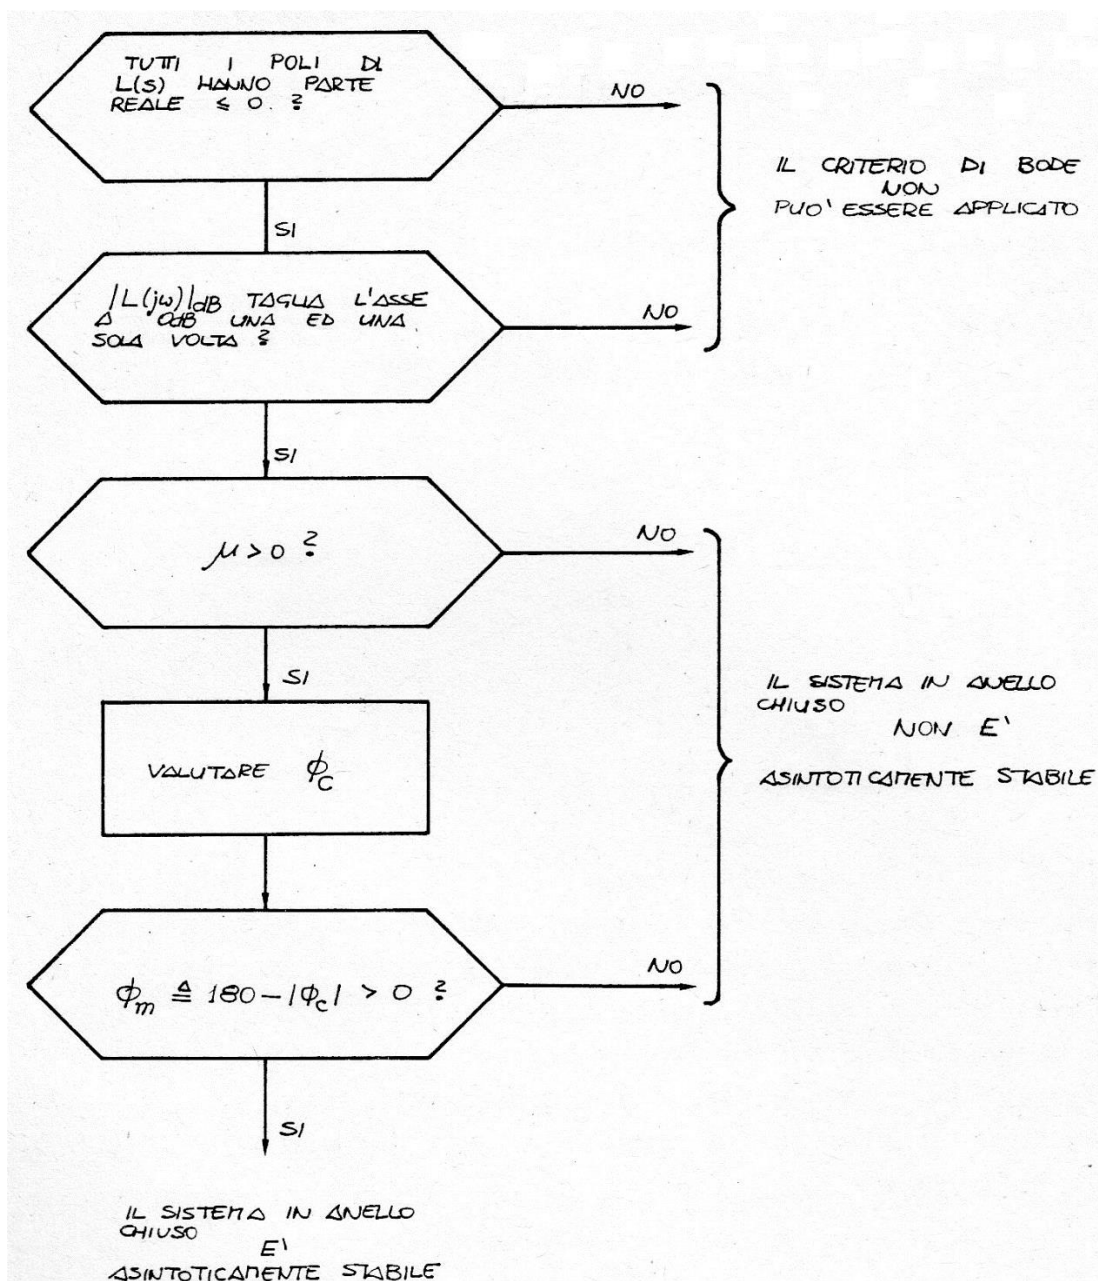 TUTTI I POLI DI
L(S) HANNO PARTE
REALE ≤ 0. ?
NO
SI
IL CRITERIO DI BODE
NON
PUO' ESSERE APPLICATO
|L(jω)|dB TAGLIA L'ASSE
A 0dB UNA ED UNA
SOLA VOLTA ?
NO
SI
μ > 0 ?
NO
SI
VALUTARE ϕc
IL SISTEMA IN ANELLO
CHIUSO
NON E'
ASINTOTICAMENTE STABILE
ϕm ≜ 180 - |ϕc| > 0 ?
NO
SI
IL SISTEMA IN ANELLO
CHIUSO
E'
ASINTOTICAMENTE STABILE